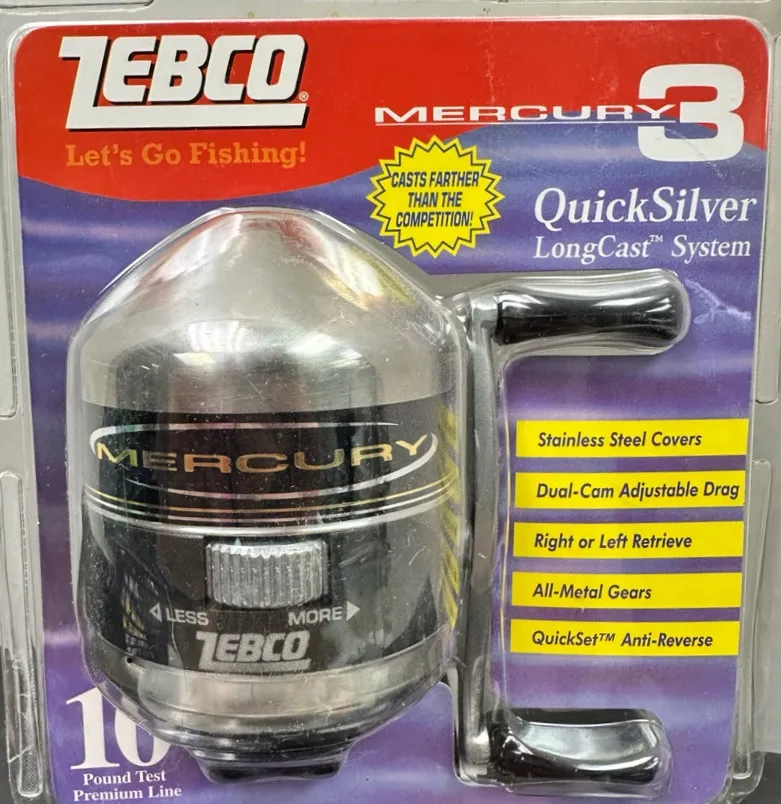 ZEBCO®
Let's Go Fishing!
MERCURY 3
CASTS FARTHER
THAN THE
COMPETITION!
QuickSilver
LongCast™ System
MERCURY
Stainless Steel Covers
Dual-Cam Adjustable Drag
Right or Left Retrieve
All-Metal Gears
QuickSet™ Anti-Reverse
LESS MORE
ZEBCO
10
Pound Test
Premium Line